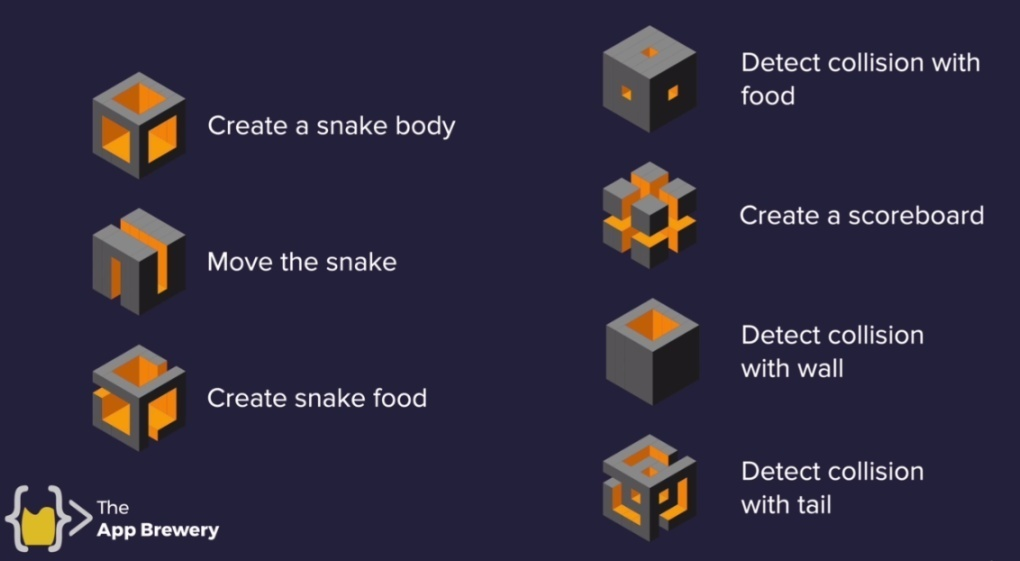 Create a snake body
Move the snake
Create snake food
Detect collision with
food
Create a scoreboard
Detect collision
with wall
Detect collision
with tail
The
App Brewery